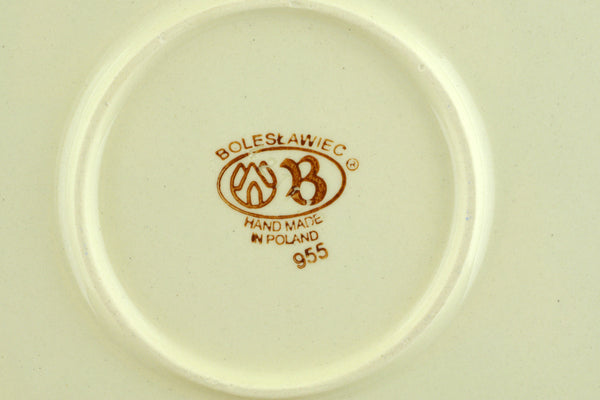 BOLESŁAWIEC ®
B
HAND MADE
IN POLAND
955